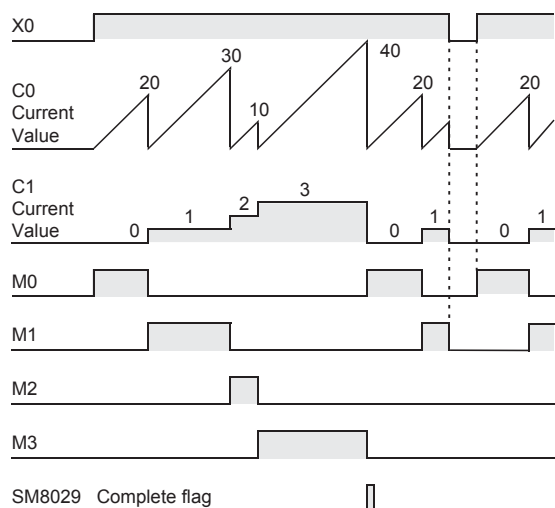 X0
30
40
C0
Current
Value
20
10
20
20
C1
Current
Value
0
1
2
3
0
1
0
1
M0
M1
M2
M3
SM8029 Complete flag